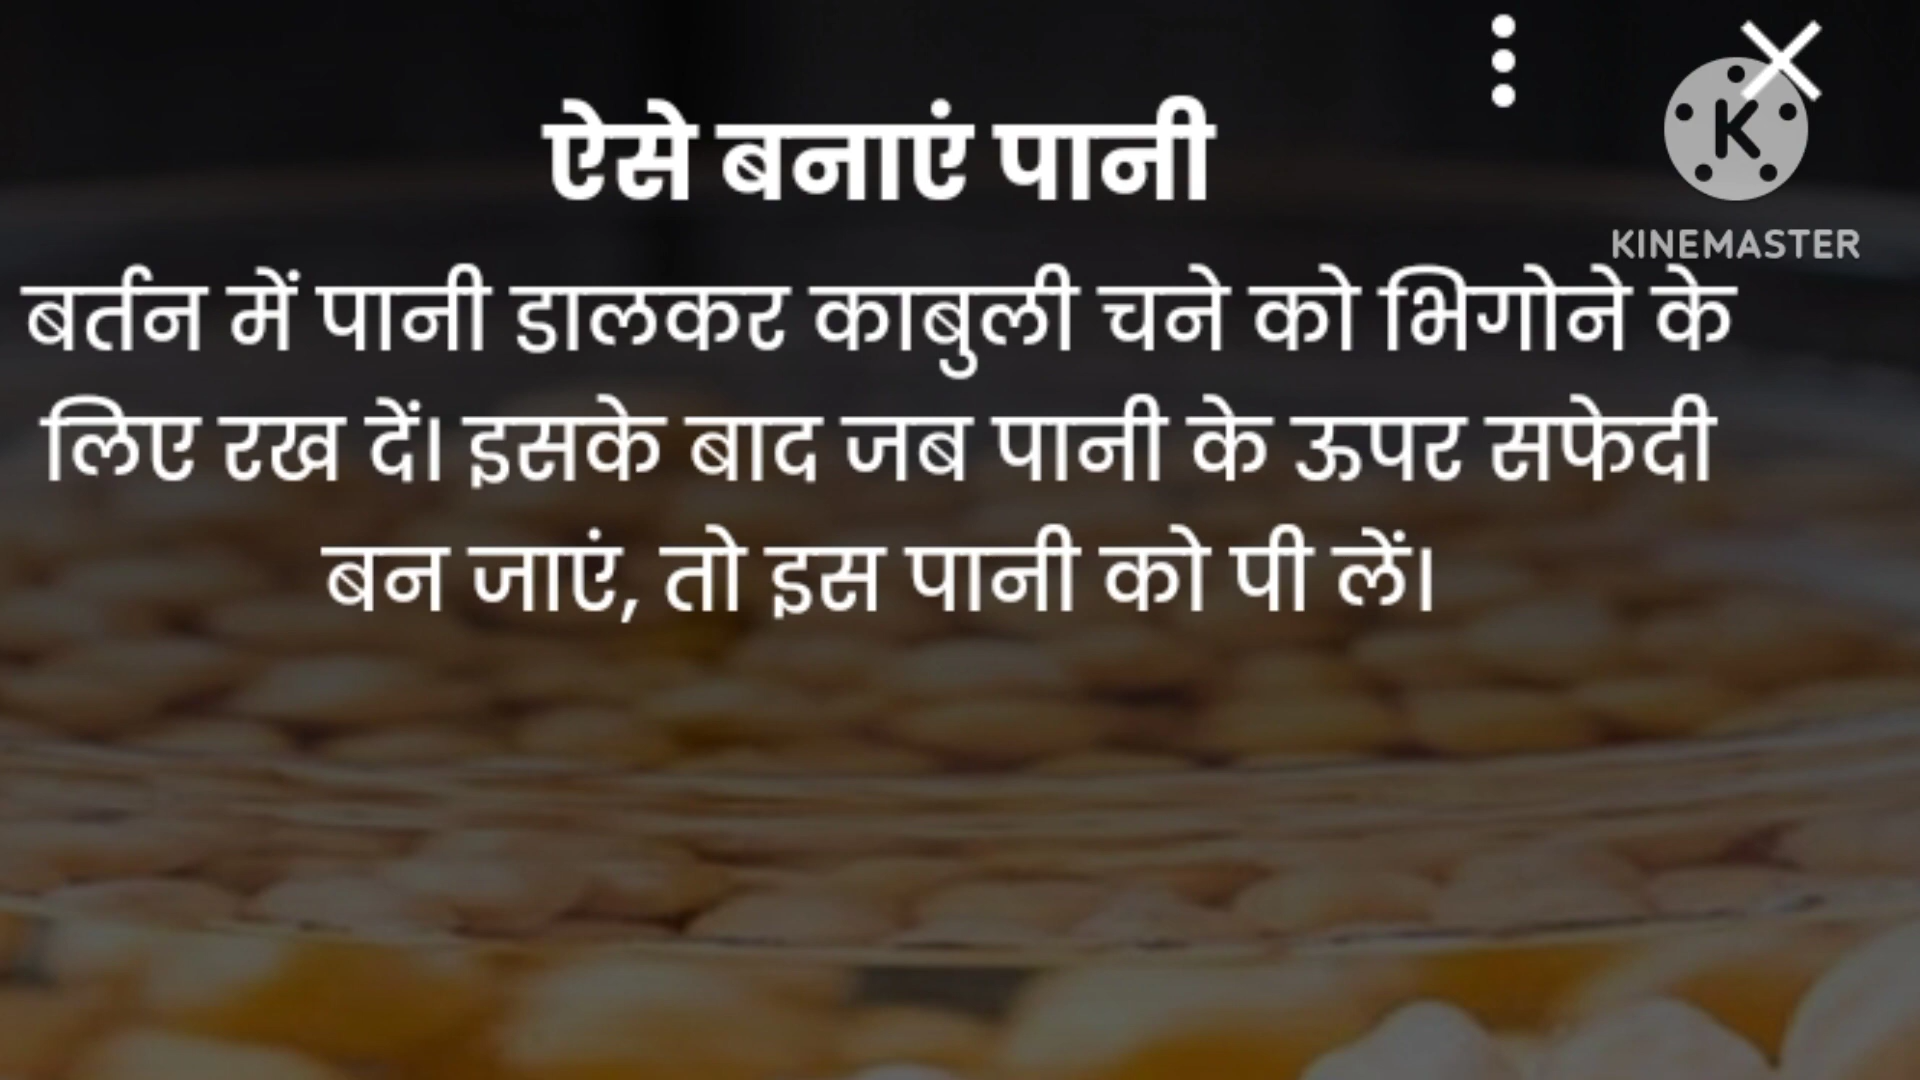 ऐसे बनाएं पानी
KINEMASTER
बर्तन में पानी डालकर काबुली चने को भिगोने के
लिए रख दें। इसके बाद जब पानी के ऊपर सफेदी
बन जाएं, तो इस पानी को पी लें।